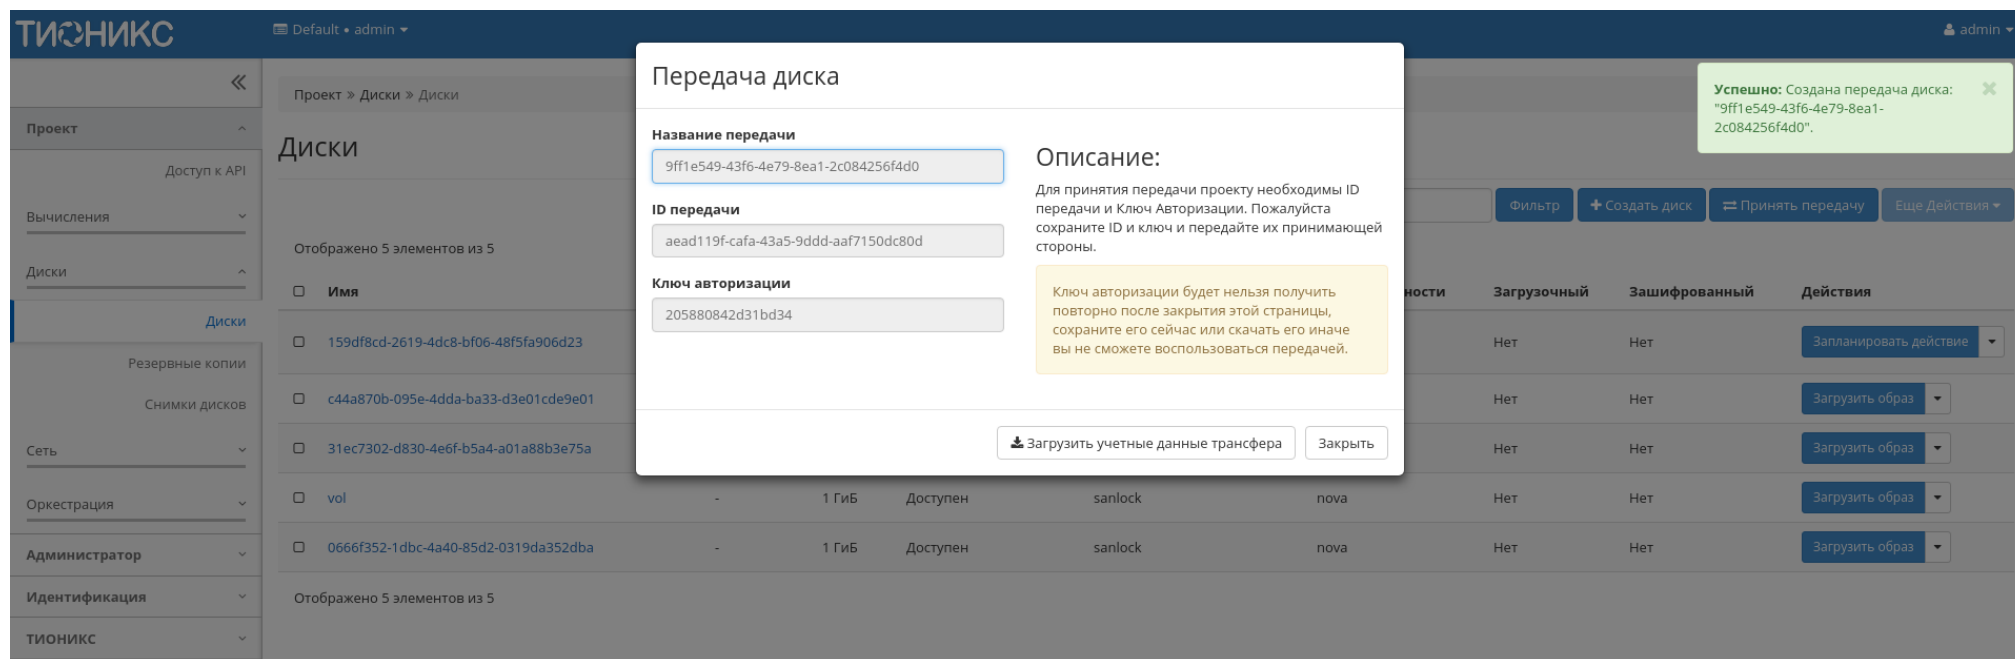 ТИОНИКС
Default • admin
admin
Проект
Доступ к API
Вычисления
Диски
Диски
Резервные копии
Снимки дисков
Сеть
Оркестрация
Администратор
Идентификация
ТИОНИКС
Проект » Диски » Диски
Диски
Фильтр
Создать диск
Принять передачу
Еще Действия
Отображено 5 элементов из 5
Имя ности Загрузочный Зашифрованный Действия
159df8cd-2619-4dc8-bf06-48f5fa906d23 Нет Нет Запланировать действие
c44a870b-095e-4dda-ba33-d3e01cde9e01 Нет Нет Загрузить образ
31ec7302-d830-4e6f-b5a4-a01a88b3e75a Нет Нет Загрузить образ
vol - 1 ГиБ Доступен sanlock nova Нет Нет Загрузить образ
0666f352-1dbc-4a40-85d2-0319da352dba - 1 ГиБ Доступен sanlock nova Нет Нет Загрузить образ
Отображено 5 элементов из 5
Передача диска
Название передачи
9ff1e549-43f6-4e79-8ea1-2c084256f4d0
ID передачи
aead119f-cafa-43a5-9ddd-aaf7150dc80d
Ключ авторизации
205880842d31bd34
Описание:
Для принятия передачи проекту необходимы ID
передачи и Ключ Авторизации. Пожалуйста
сохраните ID и ключ и передайте их принимающей
стороны.
Ключ авторизации будет нельзя получить
повторно после закрытия этой страницы,
сохраните его сейчас или скачать его иначе
вы не сможете воспользоваться передачей.
Загрузить учетные данные трансфера
Закрыть
Успешно: Создана передача диска:
"9ff1e549-43f6-4e79-8ea1-
2c084256f4d0".